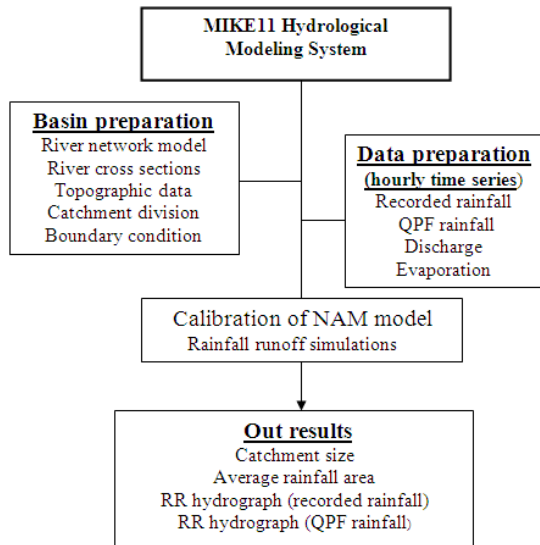 MIKE11 Hydrological
Modeling System
Basin preparation
River network model
River cross sections
Topographic data
Catchment division
Boundary condition
Data preparation
(hourly time series)
Recorded rainfall
QPF rainfall
Discharge
Evaporation
Calibration of NAM model
Rainfall runoff simulations
Out results
Catchment size
Average rainfall area
RR hydrograph (recorded rainfall)
RR hydrograph (QPF rainfall)